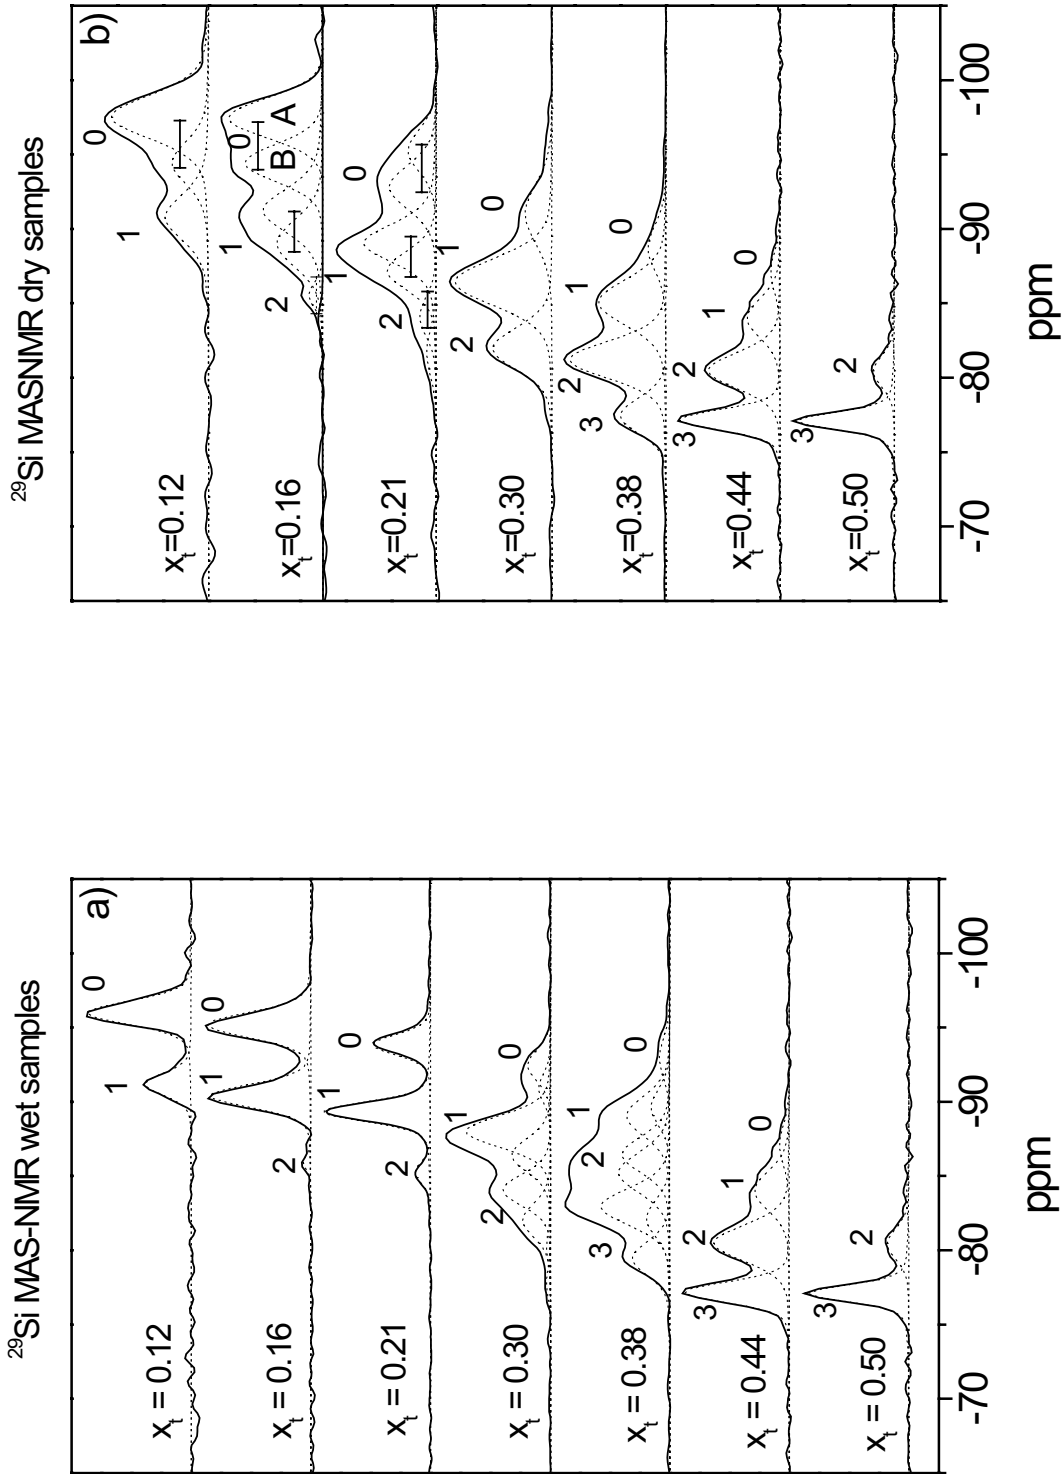 ²⁹Si MAS-NMR wet samples
a)
x_t = 0.12
1
0
x_t = 0.16
2
1
0
x_t = 0.21
2
1
0
x_t = 0.30
2
1
0
x_t = 0.38
3
2
1
0
x_t = 0.44
3
2
1
0
x_t = 0.50
3
2
-70 -80 -90 -100
ppm
²⁹Si MASNMR dry samples
b)
x_t=0.12
1
0
x_t=0.16
2
1
0
B A
x_t=0.21
2
1
0
x_t=0.30
2
1
0
x_t=0.38
3
2
1
0
x_t=0.44
3
2
1
0
x_t=0.50
3
2
-70 -80 -90 -100
ppm